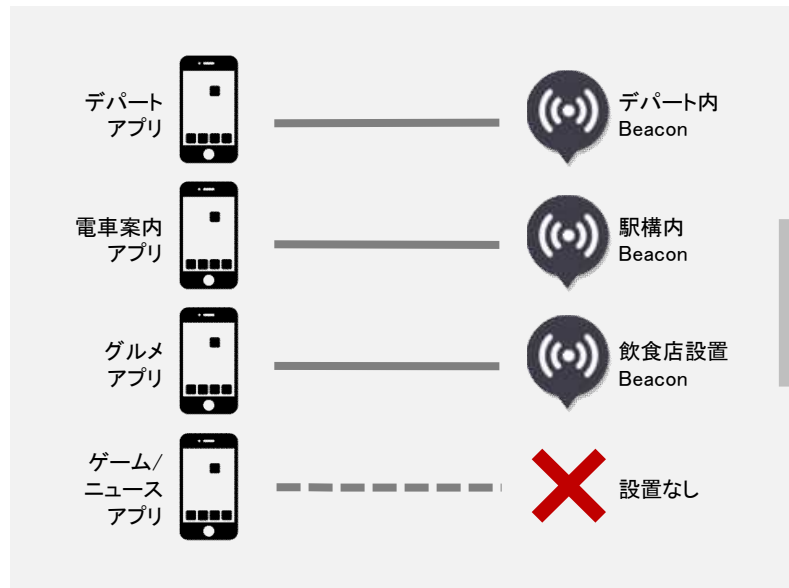 デパート
アプリ
デパート内
Beacon
電車案内
アプリ
駅構内
Beacon
グルメ
アプリ
飲食店設置
Beacon
ゲーム/
ニュース
アプリ
設置なし